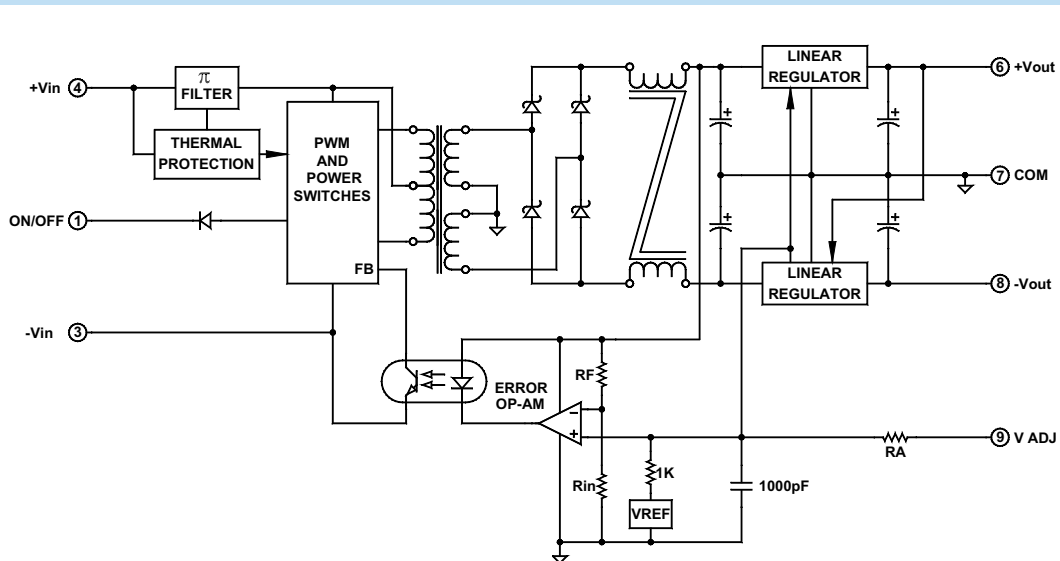 +Vin 4
π
FILTER
THERMAL
PROTECTION
PWM
AND
POWER
SWITCHES
FB
ON/OFF 1
-Vin 3
LINEAR
REGULATOR
6 +Vout
+
+
7 COM
+
+
LINEAR
REGULATOR
8 -Vout
ERROR
OP-AM
RF
−
+
Rin
1K
VREF
1000pF
RA
9 V ADJ